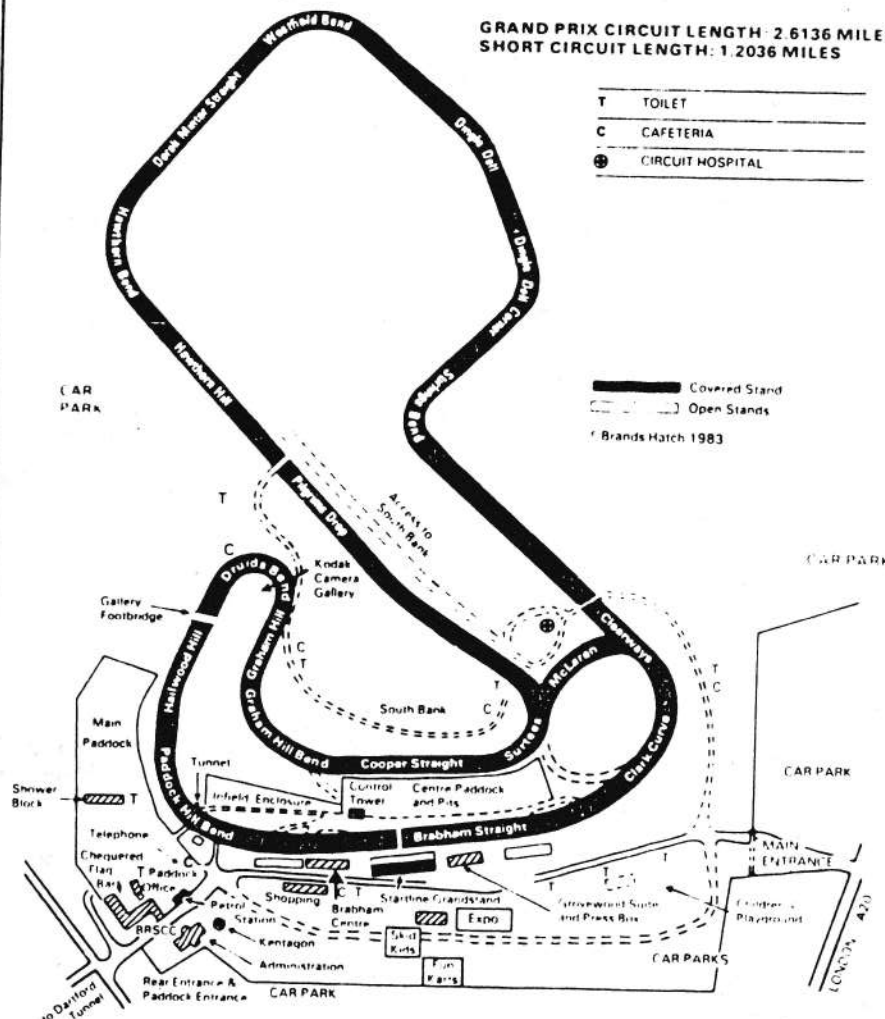 GRAND PRIX CIRCUIT LENGTH: 2.6136 MILE
SHORT CIRCUIT LENGTH: 1.2036 MILES
T TOILET
C CAFETERIA
CIRCUIT HOSPITAL
Westfield Bend
Derek Minter Straight
Dingle Dell
Hawthorn Bend
Dingle Dell Corner
Hawthorn Hill
Stirlings Bend
CAR
PARK
Covered Stand
Open Stands
Brands Hatch 1983
Pilgrims Drop
Access to
South Bank
T
C
Druids Bend
Kodak
Camera
Gallery
CAR PARK
Gallery
Footbridge
Clearways
McLaren
Hailwood Hill
Graham Hill
C
T
T
C
T
C
South Bank
Graham Hill Bend
Main
Paddock
Surtees
Cooper Straight
Clark Curve
Tunnel
Paddock Hill Bend
Infield Enclosure
Control
Tower
Centre Paddock
and Pits
CAR PARK
Shower
Block
T
Brabham Straight
Telephone
C
MAIN
ENTRANCE
Chequered
Flag
Bar
T Paddock
Office
Shopping
C T
Brabham
Centre
Startline Grandstand
T
T
T
Grovewood Suite
and Press Box
Children's
Playground
Petrol
Station
Expo
BRSCC
Kentagon
Skid
Kids
Administration
Fun
Karts
CAR PARKS
LONDON A20
Rear Entrance &
Paddock Entrance
CAR PARK
to Dartford
Tunnel